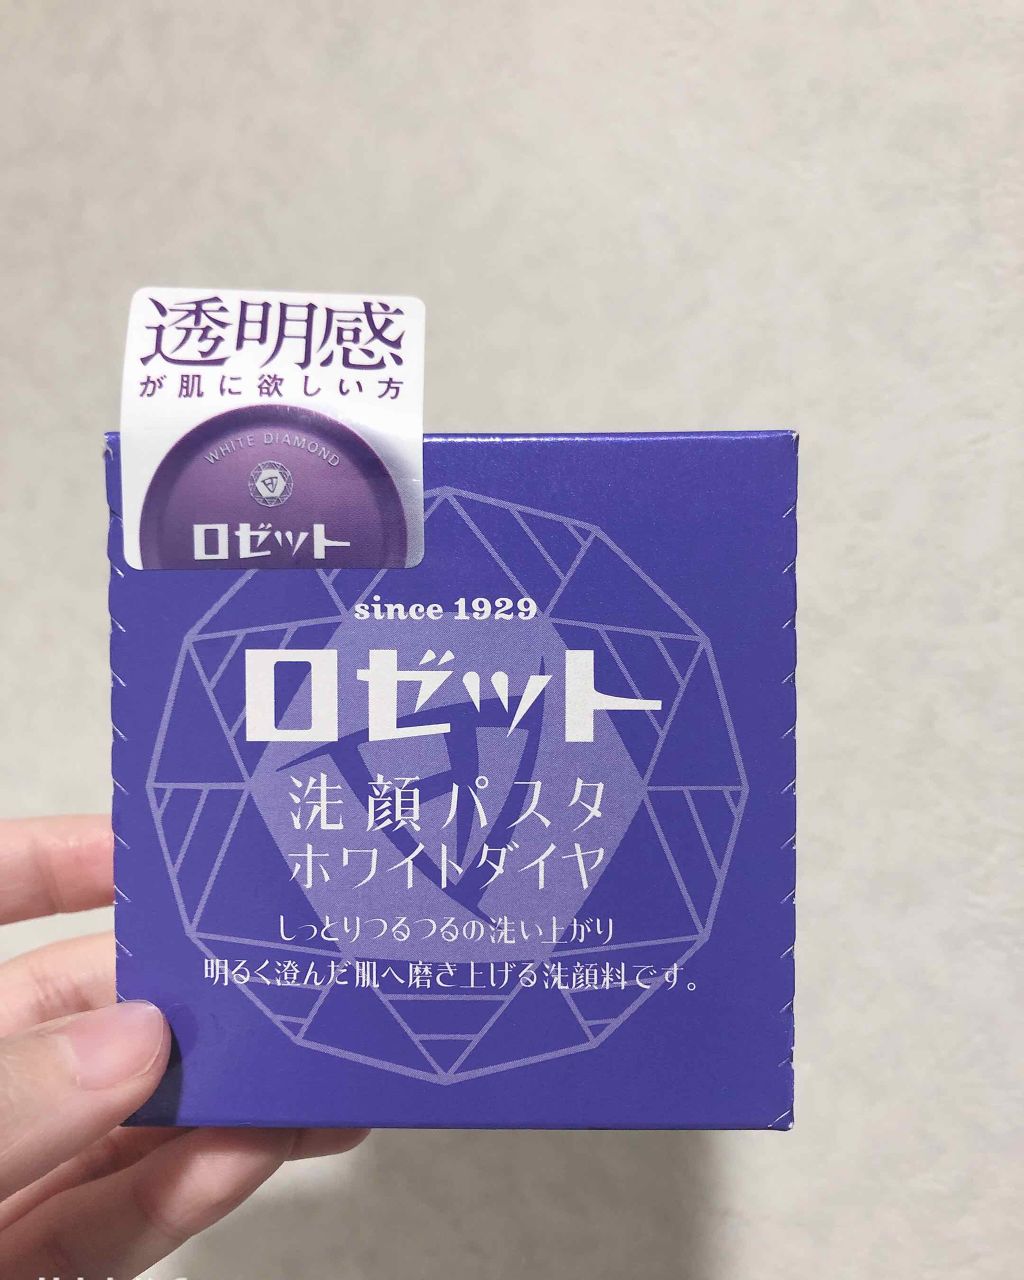 透明感
が肌に欲しい方
WHITE DIAMOND
ロゼット
since 1929
ロゼット
洗顔パスタ
ホワイトダイヤ
しっとりつるつるの洗い上がり
明るく澄んだ肌へ磨き上げる洗顔料です。